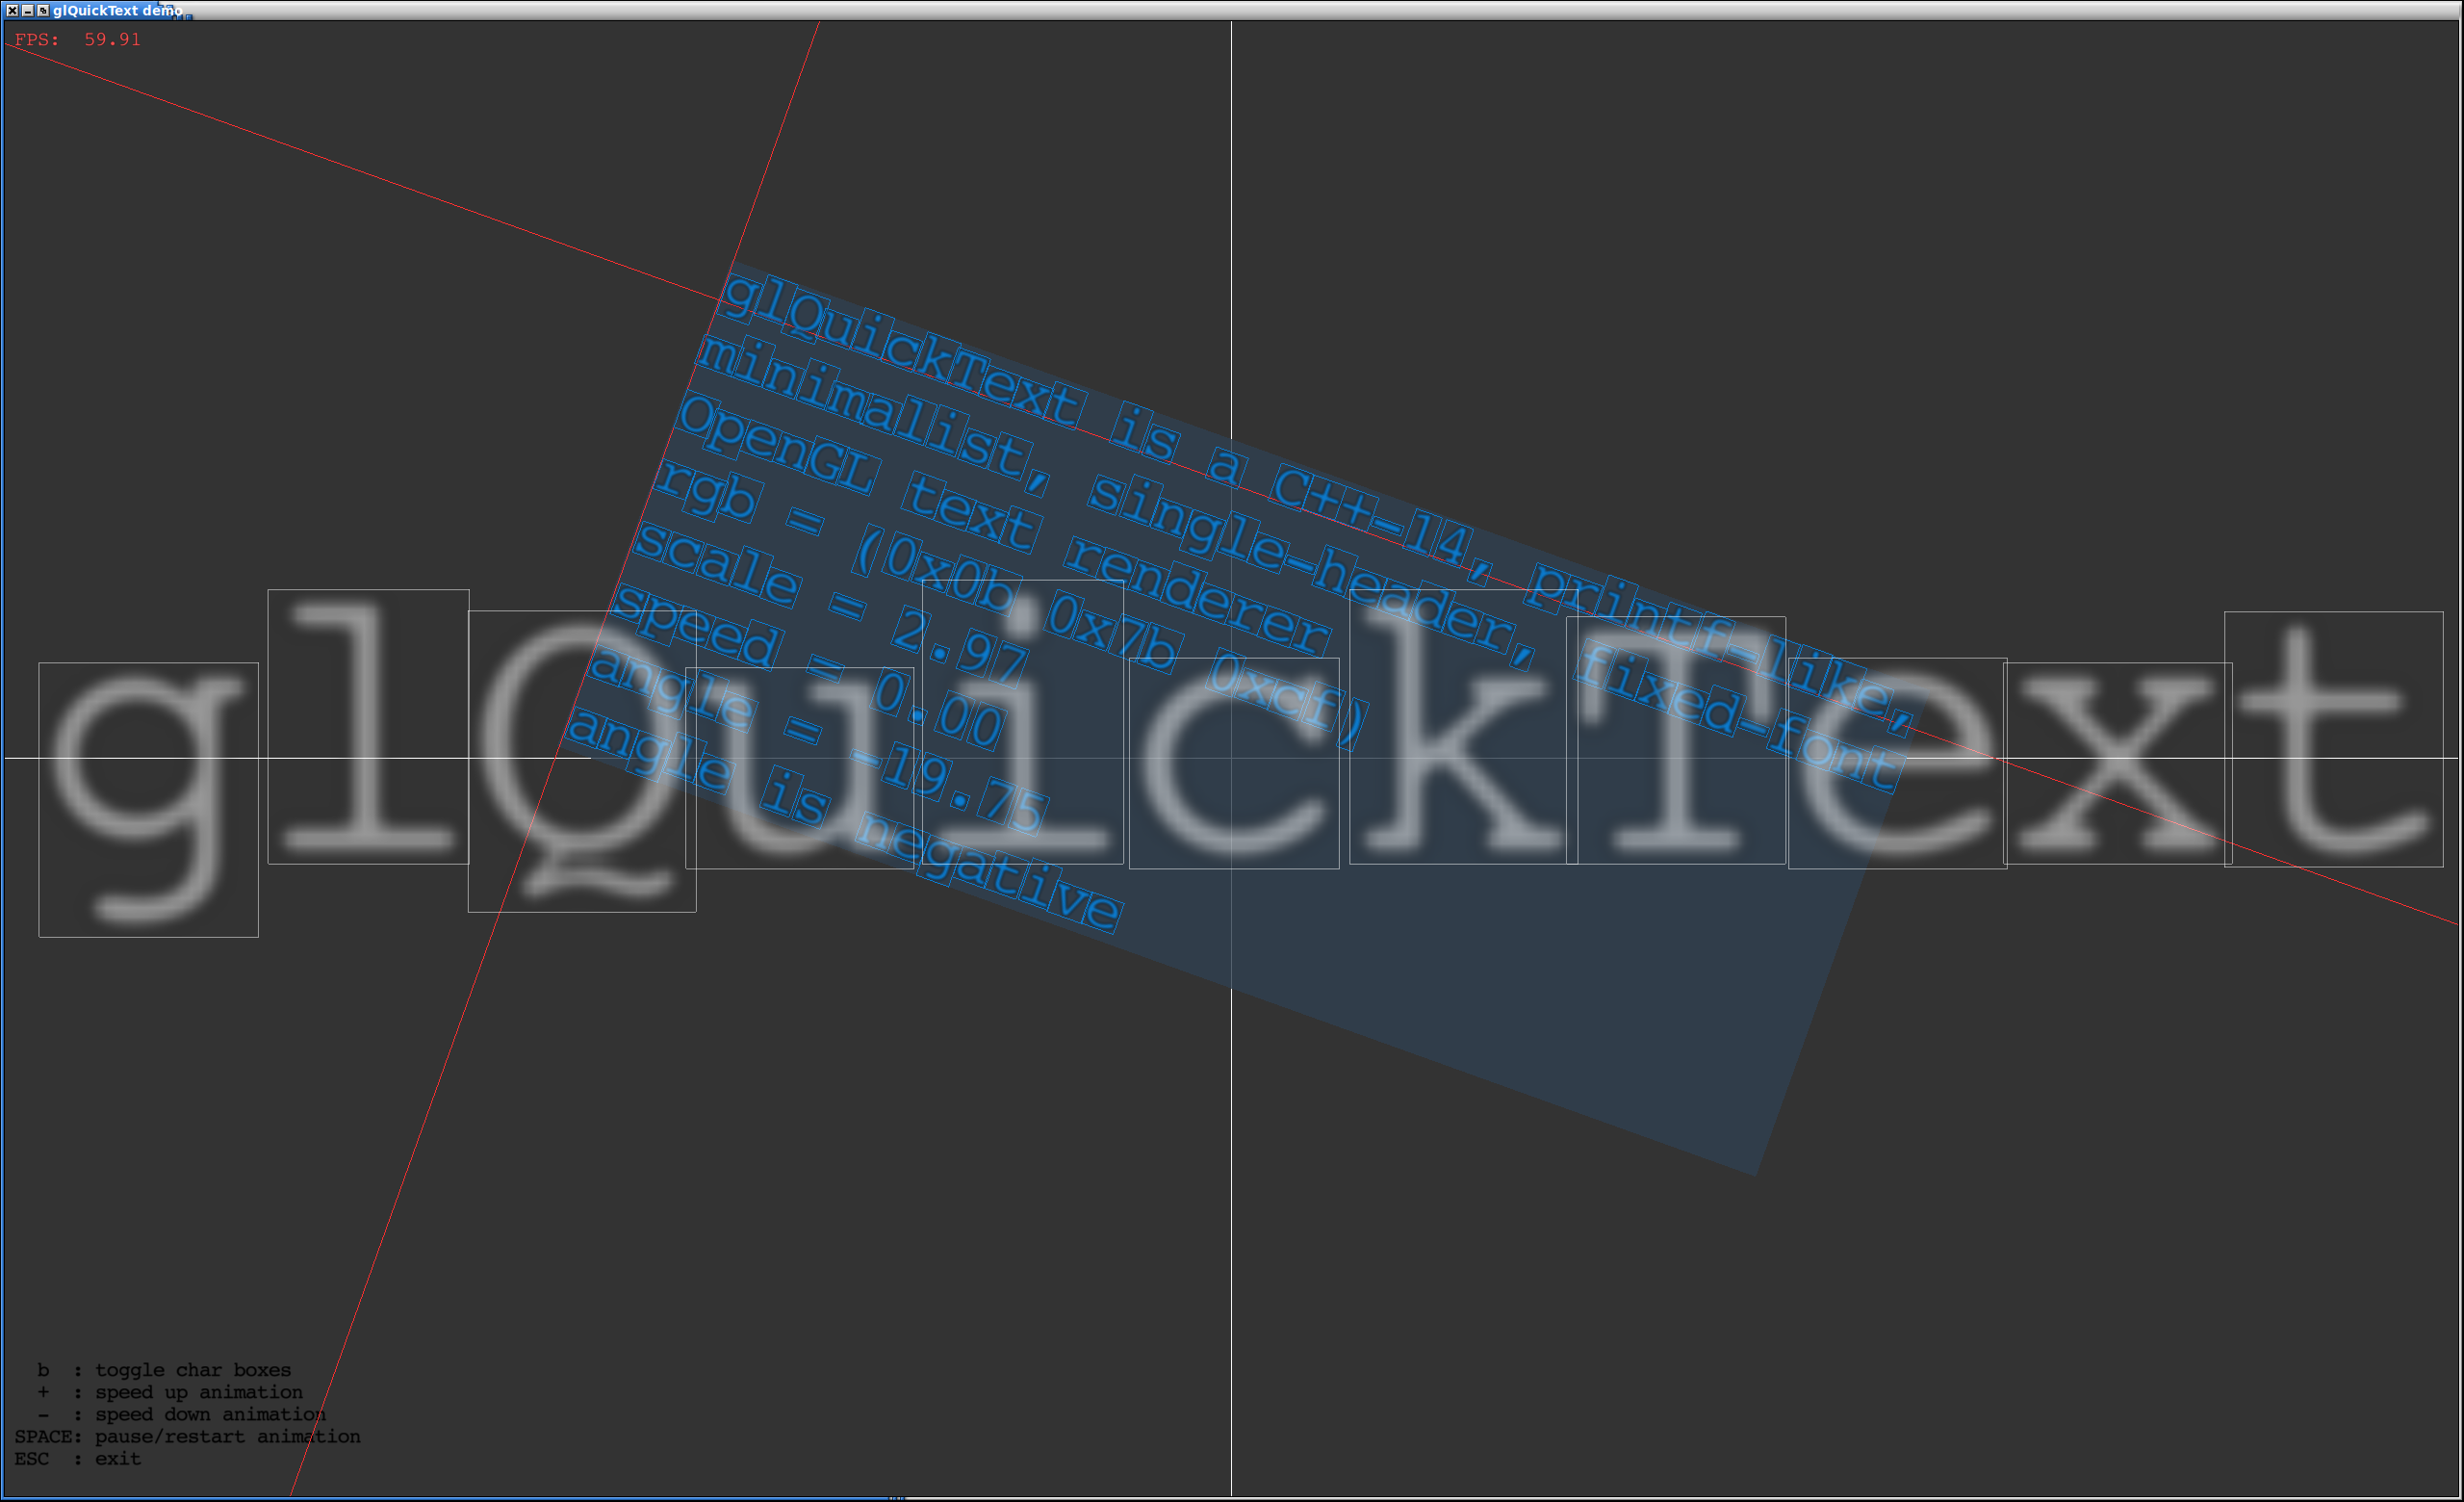 glQuickText demo
FPS:  59.91
glQuickText is a C++-14, printf-like,
minimalist, single-header, fixed-font
OpenGL text renderer
rgb = (0x0b 0x7b 0xcf)
scale = 2.97
speed = 0.00
angle = -19.75
angle is negative
glQuickText
b  : toggle char boxes
+  : speed up animation
-  : speed down animation
SPACE: pause/restart animation
ESC  : exit